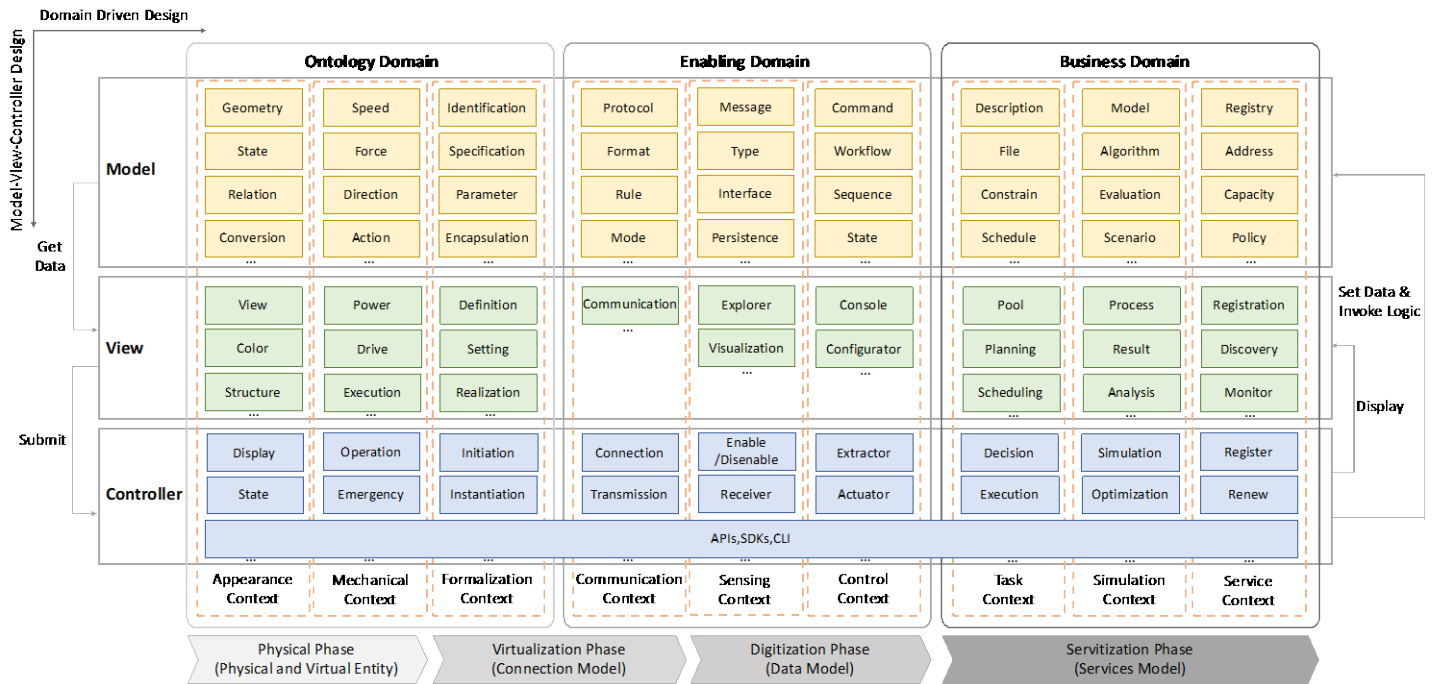 Domain Driven Design
Model-View-Controller Design
Ontology Domain
Enabling Domain
Business Domain
Model
Geometry
Speed
Identification
Protocol
Message
Command
Description
Model
Registry
State
Force
Specification
Format
Type
Workflow
File
Algorithm
Address
Relation
Direction
Parameter
Rule
Interface
Sequence
Constrain
Evaluation
Capacity
Conversion
Action
Encapsulation
Mode
Persistence
State
Schedule
Scenario
Policy
... ... ... ... ... ... ... ... ...
Get
Data
View
View
Power
Definition
Communication
Explorer
Console
Pool
Process
Registration
...
Color
Drive
Setting
Visualization
Configurator
Planning
Result
Discovery
... ...
Structure
Execution
Realization
Scheduling
Analysis
Monitor
... ... ... ... ... ...
Set Data &
Invoke Logic
Display
Submit
Controller
Display
Operation
Initiation
Connection
Enable
/Disenable
Extractor
Decision
Simulation
Register
State
Emergency
Instantiation
Transmission
Receiver
Actuator
Execution
Optimization
Renew
APIs,SDKs,CLI
... ... ... ... ... ... ... ... ...
Appearance
Context
Mechanical
Context
Formalization
Context
Communication
Context
Sensing
Context
Control
Context
Task
Context
Simulation
Context
Service
Context
Physical Phase
(Physical and Virtual Entity)
Virtualization Phase
(Connection Model)
Digitization Phase
(Data Model)
Servitization Phase
(Services Model)